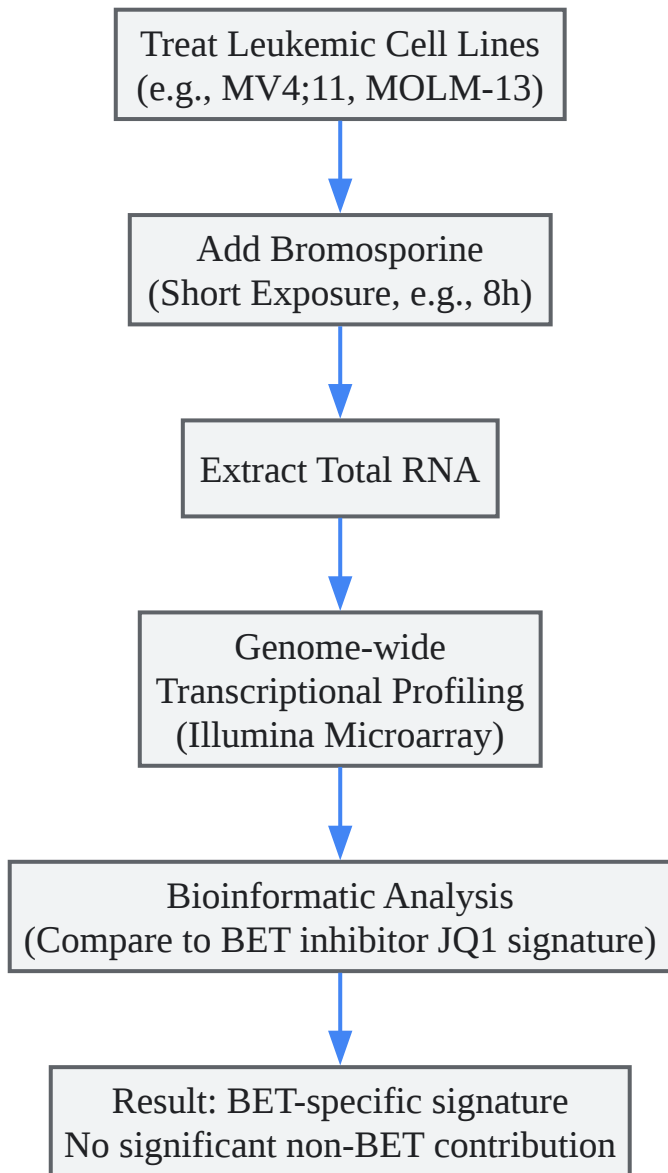 Treat Leukemic Cell Lines
(e.g., MV4;11, MOLM-13)
Add Bromosporine
(Short Exposure, e.g., 8h)
Extract Total RNA
Genome-wide
Transcriptional Profiling
(Illumina Microarray)
Bioinformatic Analysis
(Compare to BET inhibitor JQ1 signature)
Result: BET-specific signature
No significant non-BET contribution